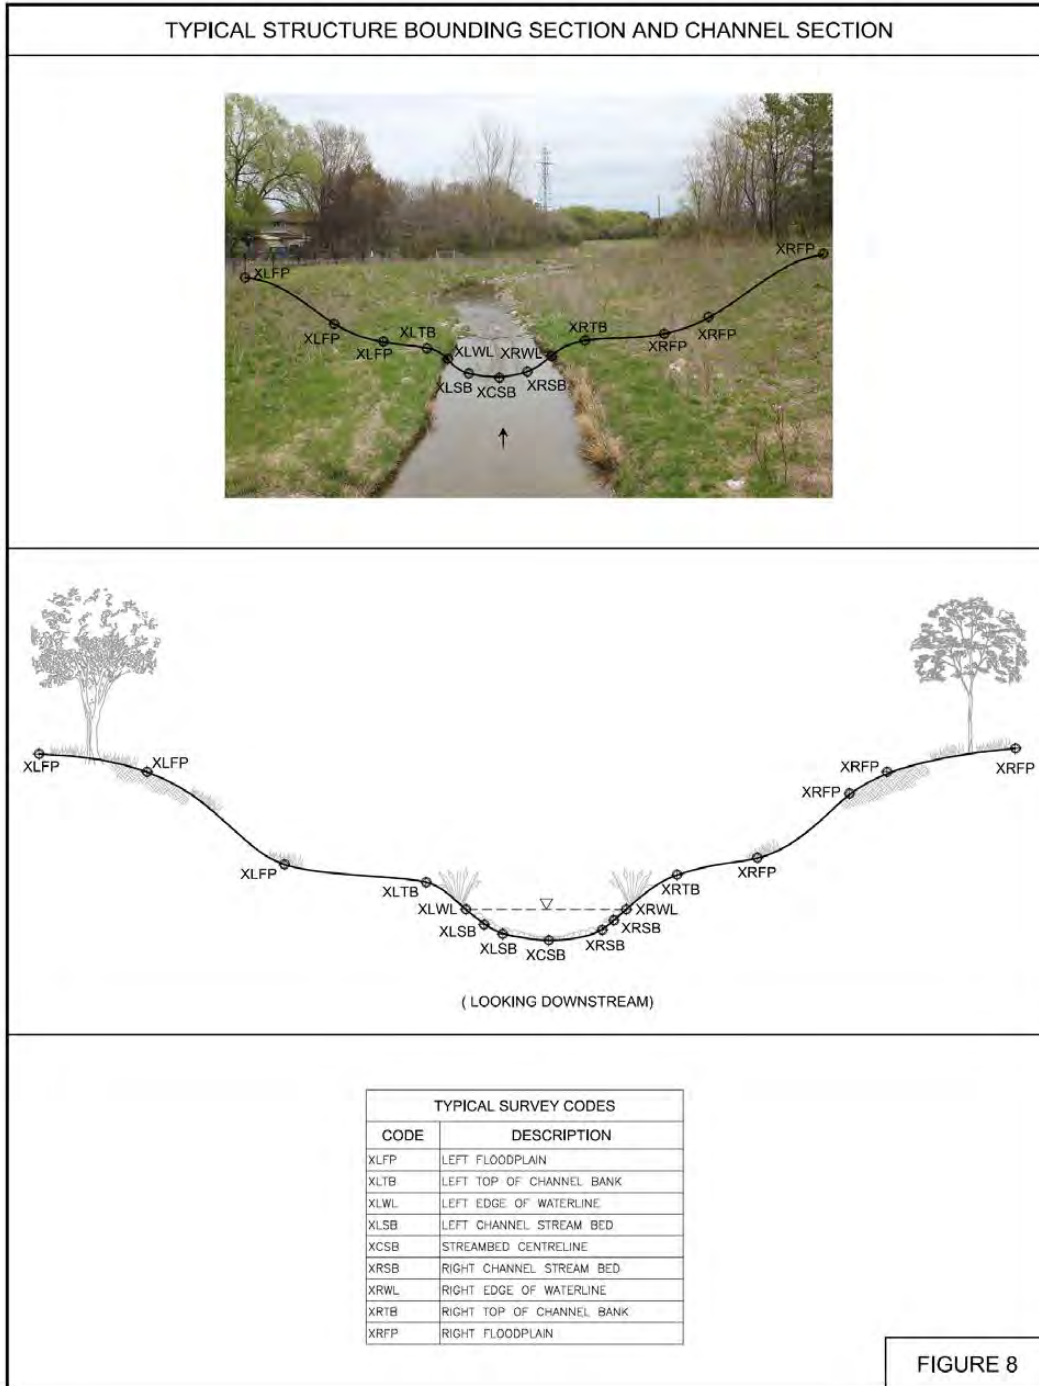 TYPICAL STRUCTURE BOUNDING SECTION AND CHANNEL SECTION
XLFP
XRFP
XLFP
XLFP
XLTB
XLWL
XLSB
XCSB
XRSB
XRWL
XRTB
XRFP
XRFP
XLFP
XLFP
XLFP
XLTB
XLWL
XLSB
XLSB
XCSB
XRSB
XRSB
XRWL
XRTB
XRFP
XRFP
XRFP
XRFP
( LOOKING DOWNSTREAM)
TYPICAL SURVEY CODES
CODE DESCRIPTION
XLFP LEFT FLOODPLAIN
XLTB LEFT TOP OF CHANNEL BANK
XLWL LEFT EDGE OF WATERLINE
XLSB LEFT CHANNEL STREAM BED
XCSB STREAMBED CENTRELINE
XRSB RIGHT CHANNEL STREAM BED
XRWL RIGHT EDGE OF WATERLINE
XRTB RIGHT TOP OF CHANNEL BANK
XRFP RIGHT FLOODPLAIN
FIGURE 8